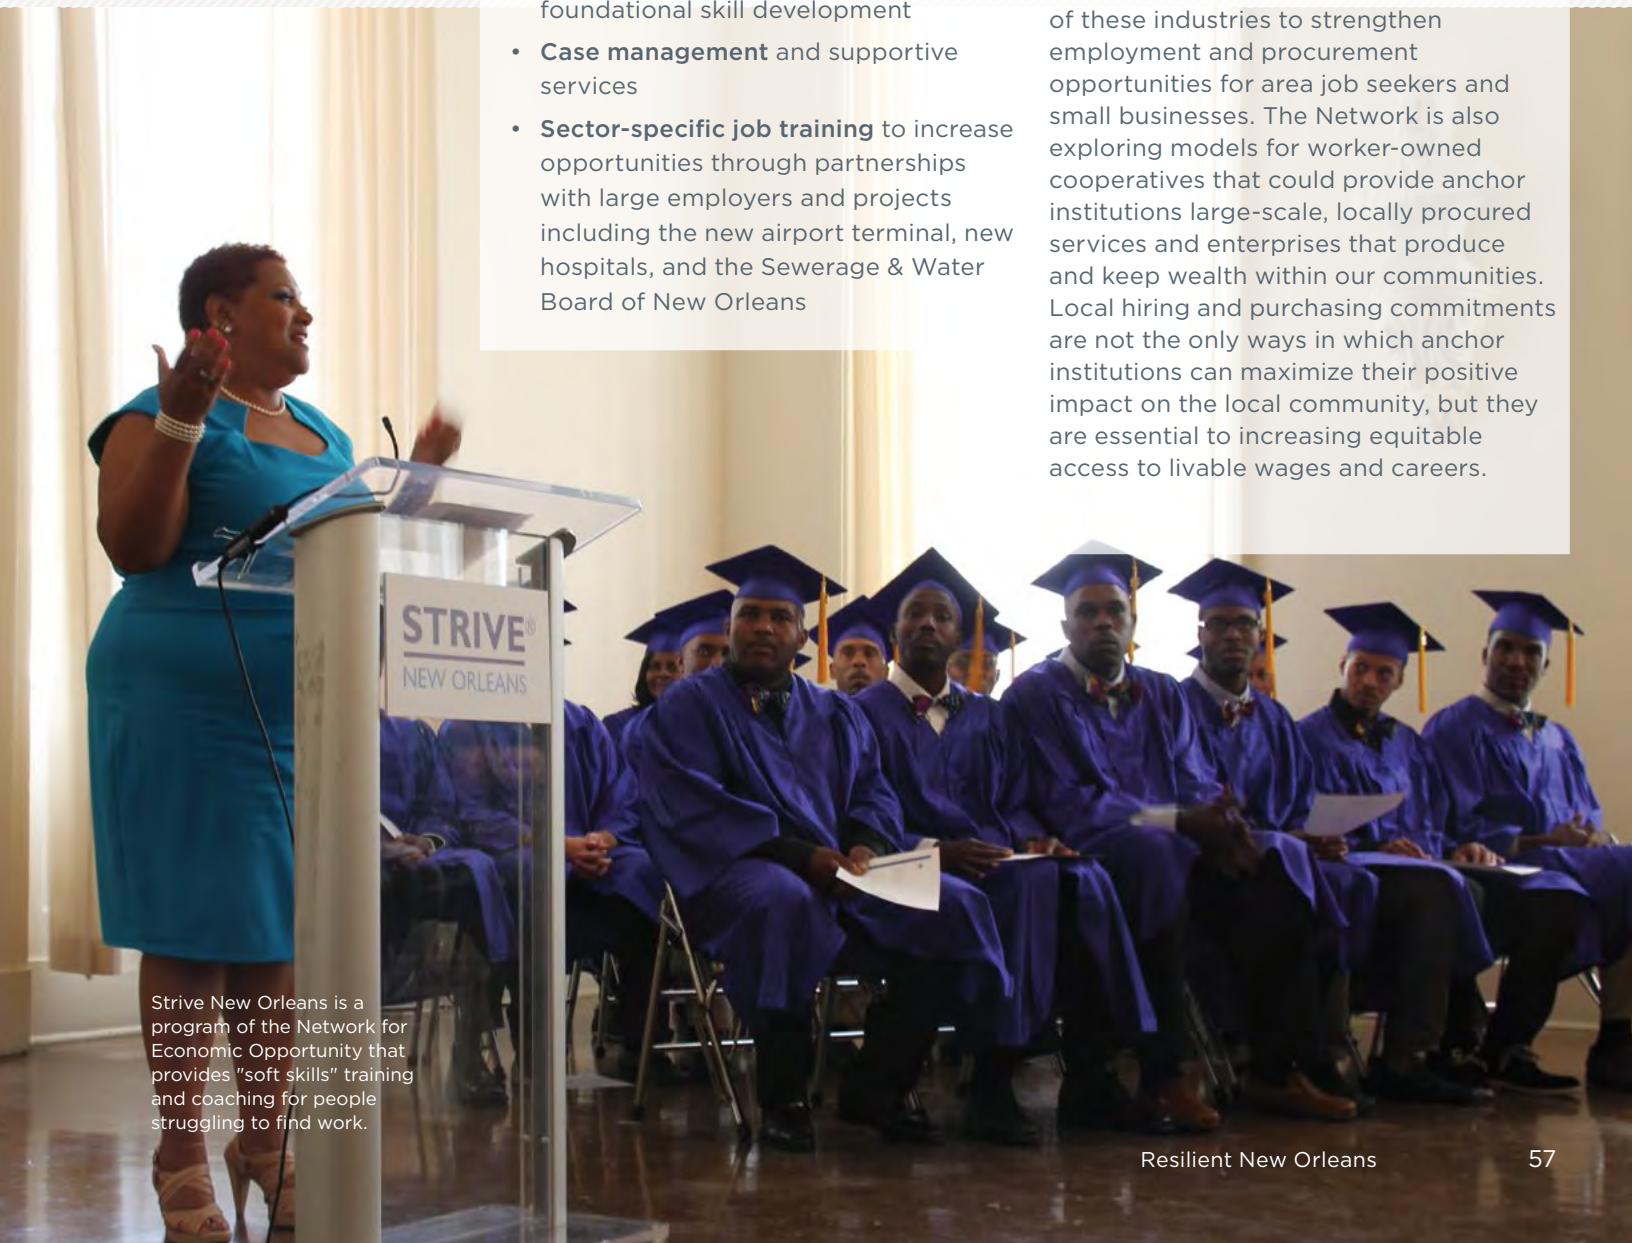 foundational skill development
• Case management and supportive
services
• Sector-specific job training to increase
opportunities through partnerships
with large employers and projects
including the new airport terminal, new
hospitals, and the Sewerage & Water
Board of New Orleans
of these industries to strengthen
employment and procurement
opportunities for area job seekers and
small businesses. The Network is also
exploring models for worker-owned
cooperatives that could provide anchor
institutions large-scale, locally procured
services and enterprises that produce
and keep wealth within our communities.
Local hiring and purchasing commitments
are not the only ways in which anchor
institutions can maximize their positive
impact on the local community, but they
are essential to increasing equitable
access to livable wages and careers.
STRIVE®
NEW ORLEANS
Strive New Orleans is a
program of the Network for
Economic Opportunity that
provides "soft skills" training
and coaching for people
struggling to find work.
Resilient New Orleans 57